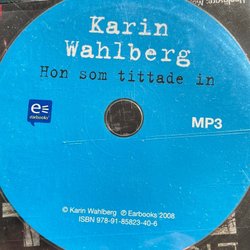 Karin
Wahlberg
Hon som tittade in
e
earbooks
MP3
© Karin Wahlberg ℗ Earbooks 2008
ISBN 978-91-85823-40-6